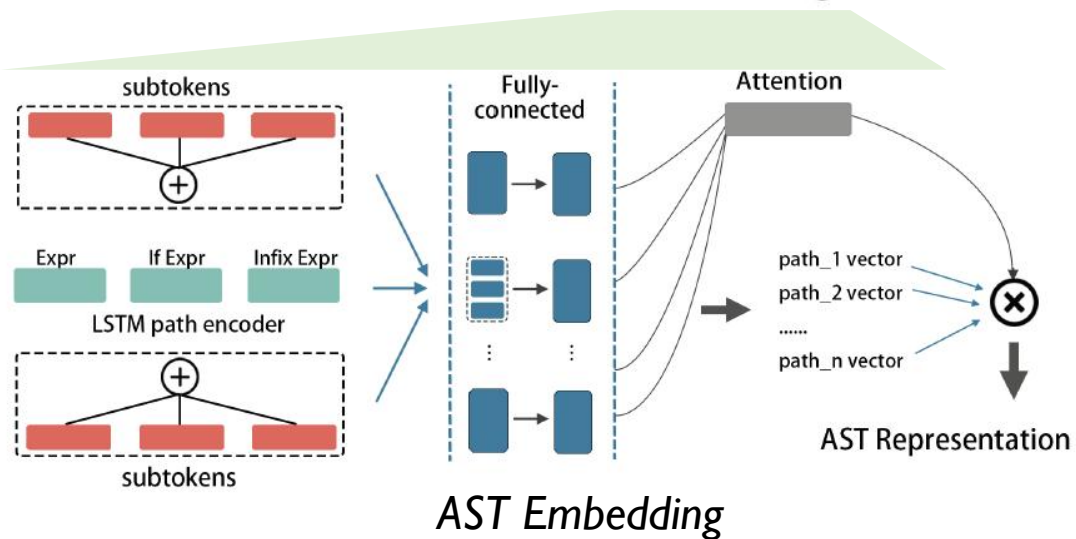 subtokens
Fully-
connected
Attention
Expr
If Expr
Infix Expr
LSTM path encoder
subtokens
path_1 vector
path_2 vector
......
path_n vector
AST Representation
AST Embedding